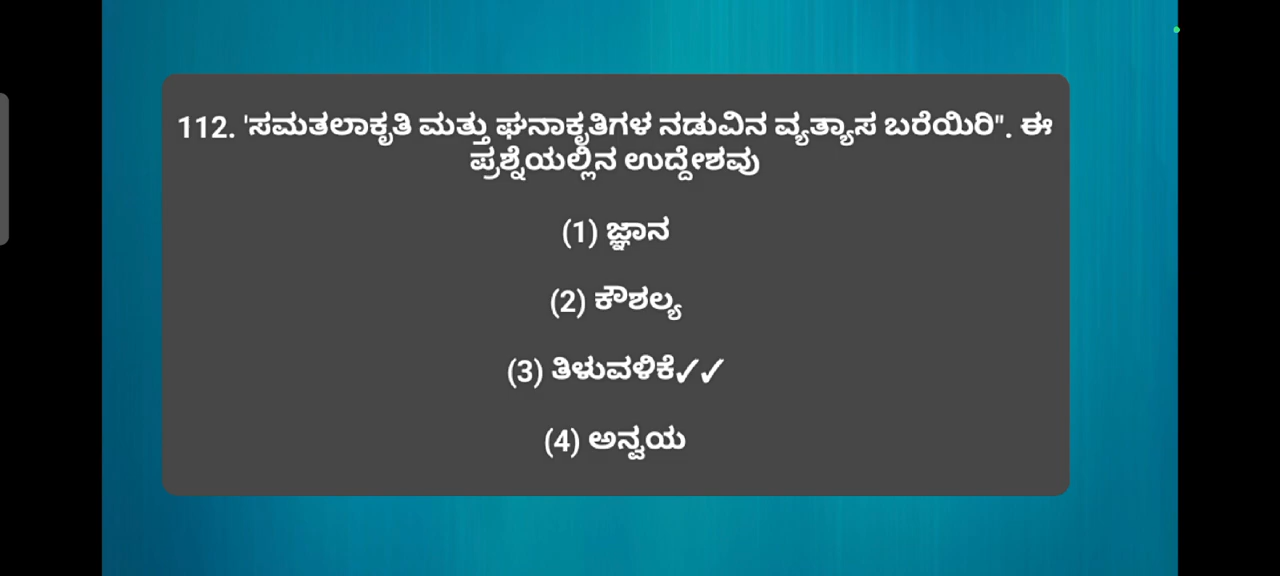 112. 'ಸಮತಲಾಕೃತಿ ಮತ್ತು ಘನಾಕೃತಿಗಳ ನಡುವಿನ ವ್ಯತ್ಯಾಸ ಬರೆಯಿರಿ". ಈ
ಪ್ರಶ್ನೆಯಲ್ಲಿನ ಉದ್ದೇಶವು
(1) ಜ್ಞಾನ
(2) ಕೌಶಲ್ಯ
(3) ತಿಳುವಳಿಕೆ✓✓
(4) ಅನ್ವಯ